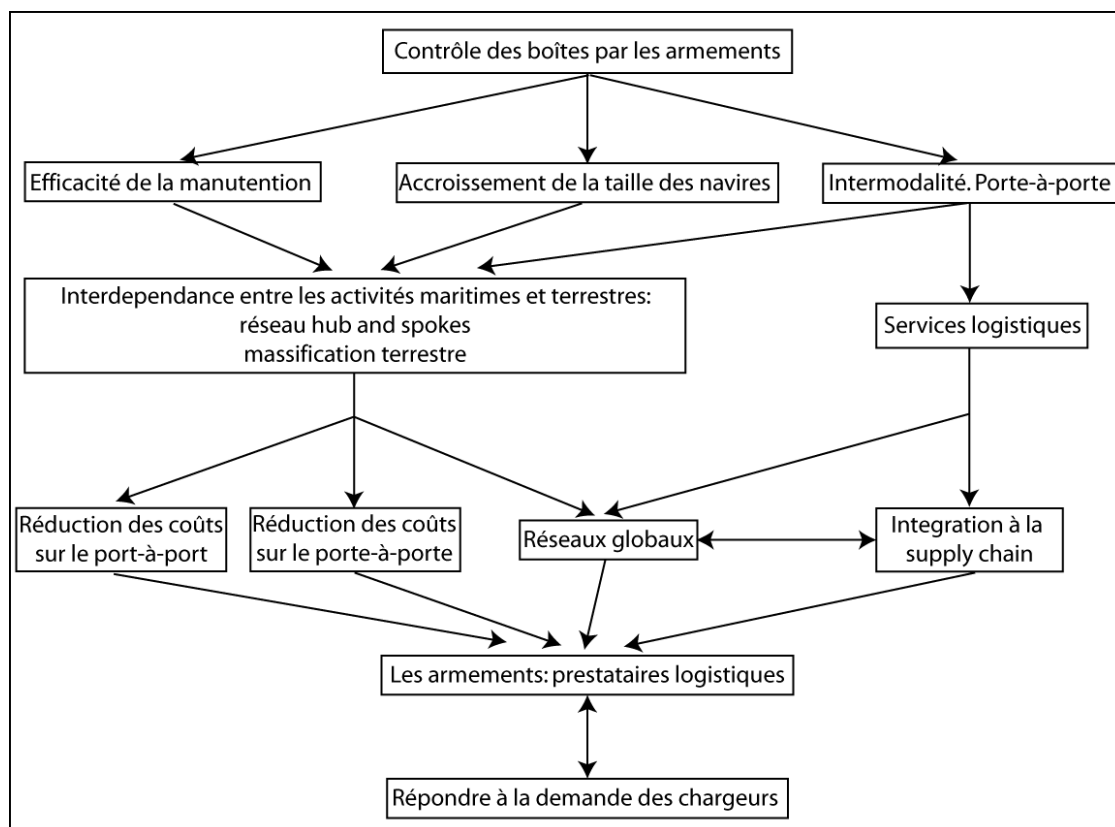 Contrôle des boîtes par les armements
Efficacité de la manutention
Accroissement de la taille des navires
Intermodalité. Porte-à-porte
Interdependance entre les activités maritimes et terrestres:
réseau hub and spokes
massification terrestre
Services logistiques
Réduction des coûts
sur le port-à-port
Réduction des coûts
sur le porte-à-porte
Réseaux globaux
Integration à la
supply chain
Les armements: prestataires logistiques
Répondre à la demande des chargeurs